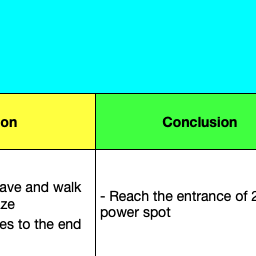 on
Conclusion
ave and walk
ze
es to the end
- Reach the entrance of 2
power spot